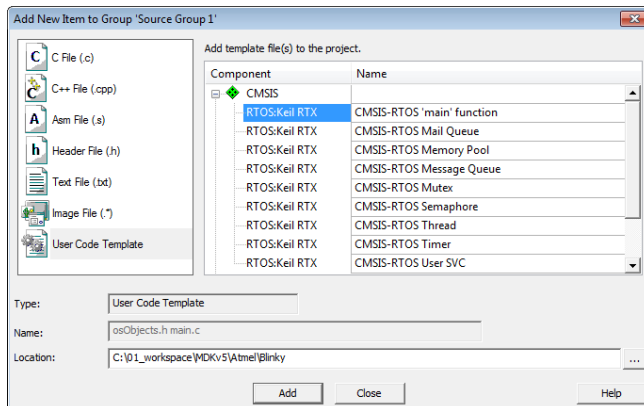 Add New Item to Group 'Source Group 1'
C File (.c)
C++ File (.cpp)
Asm File (.s)
Header File (.h)
Text File (.txt)
Image File (.*)
User Code Template
Add template file(s) to the project.
Component Name
CMSIS
RTOS:Keil RTX CMSIS-RTOS 'main' function
RTOS:Keil RTX CMSIS-RTOS Mail Queue
RTOS:Keil RTX CMSIS-RTOS Memory Pool
RTOS:Keil RTX CMSIS-RTOS Message Queue
RTOS:Keil RTX CMSIS-RTOS Mutex
RTOS:Keil RTX CMSIS-RTOS Semaphore
RTOS:Keil RTX CMSIS-RTOS Thread
RTOS:Keil RTX CMSIS-RTOS Timer
RTOS:Keil RTX CMSIS-RTOS User SVC
Type: User Code Template
Name: osObjects.h main.c
Location: C:\01_workspace\MDKv5\Atmel\Blinky ...
Add Close Help